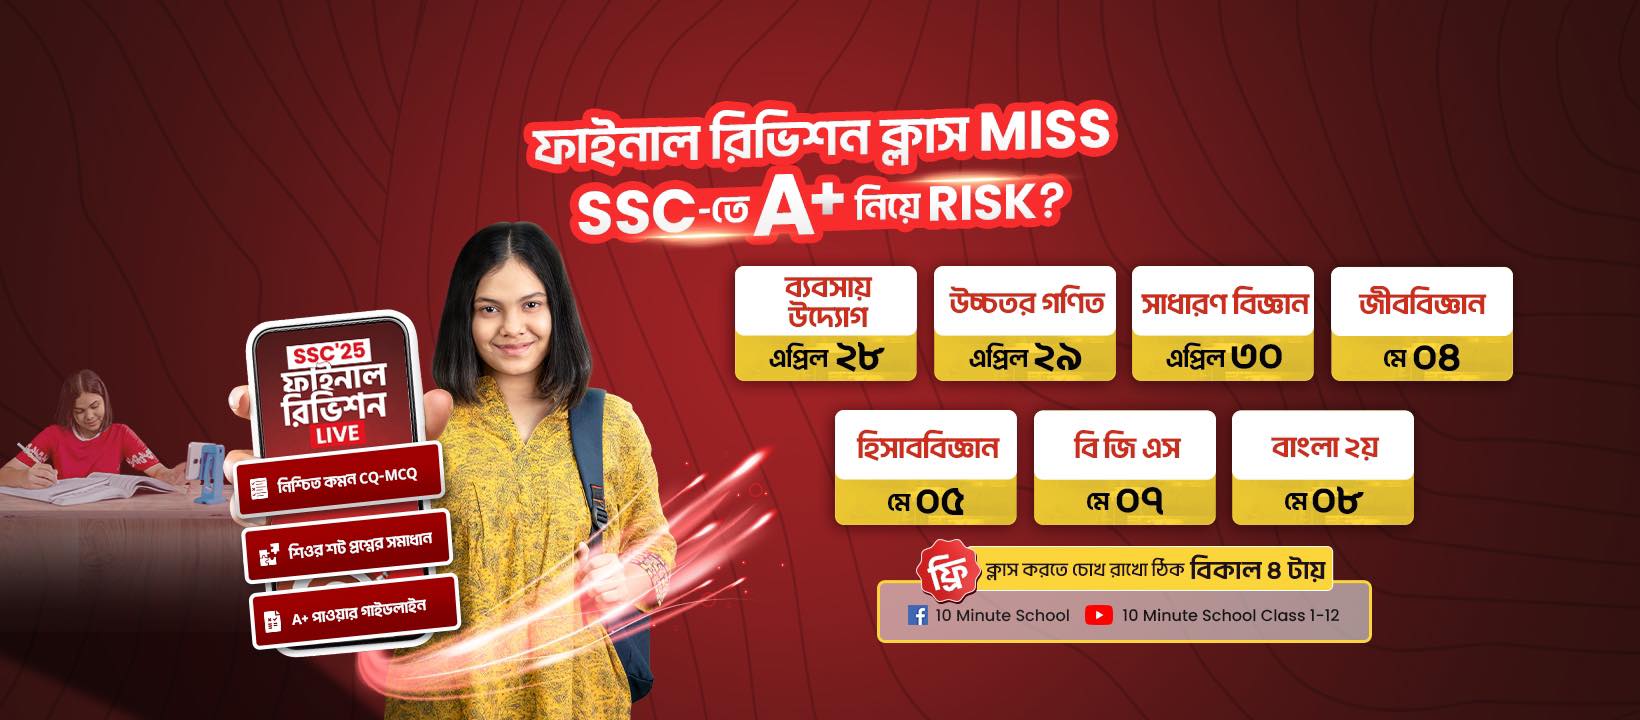 ফাইনাল রিভিশন ক্লাস MISS
SSC-তে A+ নিয়ে RISK?
SSC'25
ফাইনাল
রিভিশন
LIVE
নিশ্চিত কমন CQ-MCQ
শিওর শট প্রশ্নের সমাধান
A+ পাওয়ার গাইডলাইন
ব্যবসায়
উদ্যোগ
এপ্রিল ২৮
উচ্চতর গণিত
এপ্রিল ২৯
সাধারণ বিজ্ঞান
এপ্রিল ৩০
জীববিজ্ঞান
মে ০৪
হিসাববিজ্ঞান
মে ০৫
বি জি এস
মে ০৭
বাংলা ২য়
মে ০৮
ফ্রি ক্লাস করতে চোখ রাখো ঠিক বিকাল ৪ টায়
10 Minute School 10 Minute School Class 1-12